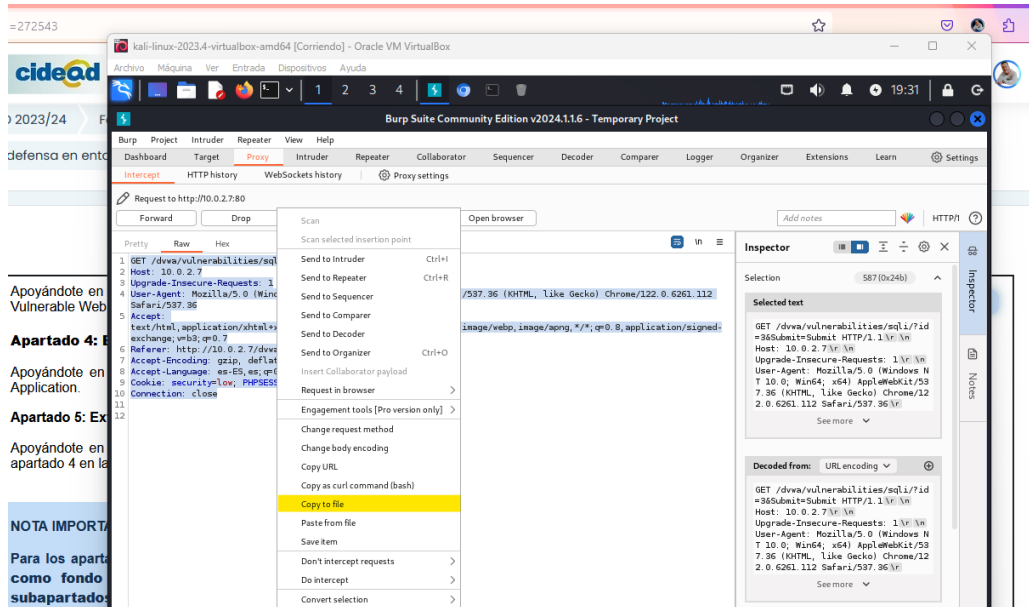 =272543
kali-linux-2023.4-virtualbox-amd64 [Corriendo] - Oracle VM VirtualBox
cidead
Archivo Máquina Ver Entrada Dispositivos Ayuda
1 2 3 4
19:31
2023/24
Burp Suite Community Edition v2024.1.1.6 - Temporary Project
Burp Project Intruder Repeater View Help
defensa en ento
Dashboard Target Proxy Intruder Repeater Collaborator Sequencer Decoder Comparer Logger Organizer Extensions Learn Settings
Intercept HTTP history WebSockets history Proxy settings
Request to http://10.0.2.7:80
Forward Drop Open browser Add notes HTTP/1
Pretty Raw Hex \n
1 GET /dvwa/vulnerabilities/sql
2 Host: 10.0.2.7
3 Upgrade-Insecure-Requests: 1
4 User-Agent: Mozilla/5.0 (Wind /537.36 (KHTML, like Gecko) Chrome/122.0.6261.112
Safari/537.36
5 Accept:
text/html,application/xhtml+x image/webp,image/apng,*/*;q=0.8,application/signed-
exchange;v=b3;q=0.7
6 Referer: http://10.0.2.7/dvwa
7 Accept-Encoding: gzip, deflat
8 Accept-Language: es-ES,es;q=0
9 Cookie: security=low; PHPSESS
10 Connection: close
11
12
Scan
Scan selected insertion point
Send to Intruder Ctrl+I
Send to Repeater Ctrl+R
Send to Sequencer
Send to Comparer
Send to Decoder
Send to Organizer Ctrl+O
Insert Collaborator payload
Request in browser
Engagement tools [Pro version only]
Change request method
Change body encoding
Copy URL
Copy as curl command (bash)
Copy to file
Paste from file
Save item
Don't intercept requests
Do intercept
Convert selection
Inspector
Selection 587 (0x24b)
Selected text
GET /dvwa/vulnerabilities/sqli/?id
=3&Submit=Submit HTTP/1.1\r \n
Host: 10.0.2.7\r \n
Upgrade-Insecure-Requests: 1\r \n
User-Agent: Mozilla/5.0 (Windows N
T 10.0; Win64; x64) AppleWebKit/53
7.36 (KHTML, like Gecko) Chrome/12
2.0.6261.112 Safari/537.36\r
See more
Decoded from: URL encoding
GET /dvwa/vulnerabilities/sqli/?id
=3&Submit=Submit HTTP/1.1\r \n
Host: 10.0.2.7\r \n
Upgrade-Insecure-Requests: 1\r \n
User-Agent: Mozilla/5.0 (Windows N
T 10.0; Win64; x64) AppleWebKit/53
7.36 (KHTML, like Gecko) Chrome/12
2.0.6261.112 Safari/537.36\r
See more
Inspector
Notes
Apoyándote en
Vulnerable Web
Apartado 4: E
Apoyándote en
Application.
Apartado 5: Ex
Apoyándote en
apartado 4 en la
NOTA IMPORTA
Para los aparta
como fondo
subapartados